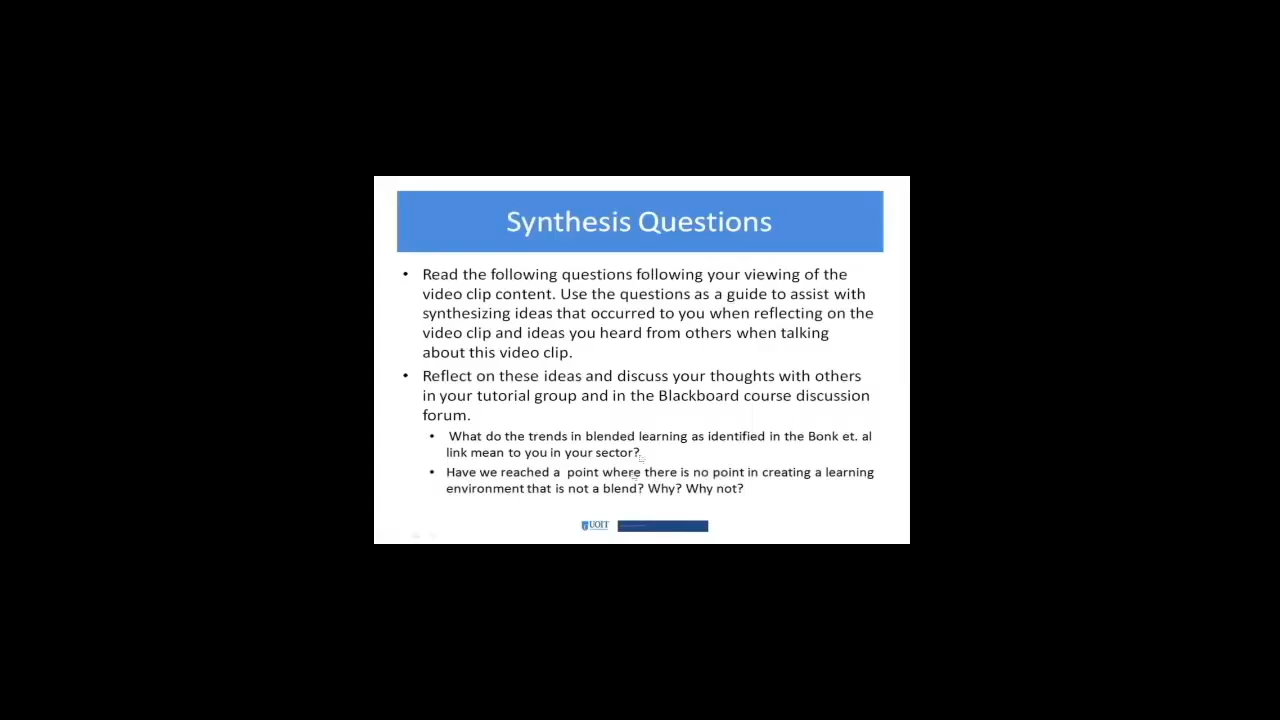 Synthesis Questions
• Read the following questions following your viewing of the
video clip content. Use the questions as a guide to assist with
synthesizing ideas that occurred to you when reflecting on the
video clip and ideas you heard from others when talking
about this video clip.
• Reflect on these ideas and discuss your thoughts with others
in your tutorial group and in the Blackboard course discussion
forum.
• What do the trends in blended learning as identified in the Bonk et. al
link mean to you in your sector?
• Have we reached a point where there is no point in creating a learning
environment that is not a blend? Why? Why not?
UOIT